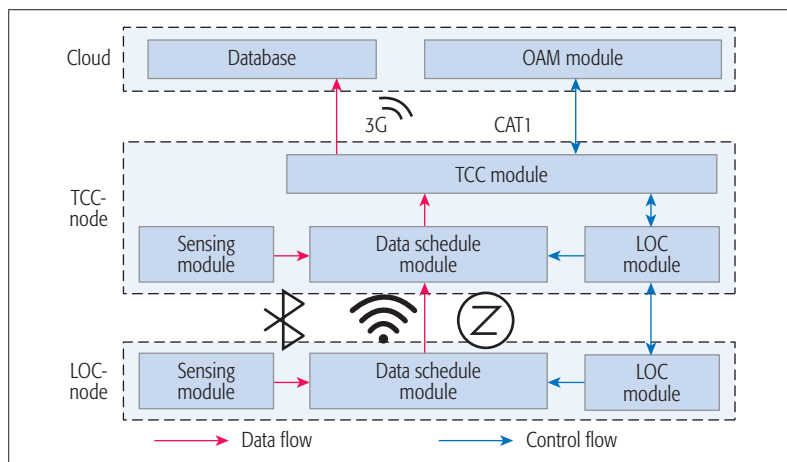 Cloud
Database
OAM module
3G
CAT1
TCC-
node
TCC module
Sensing
module
Data schedule
module
LOC
module
LOC-
node
Sensing
module
Data schedule
module
LOC
module
Data flow
Control flow